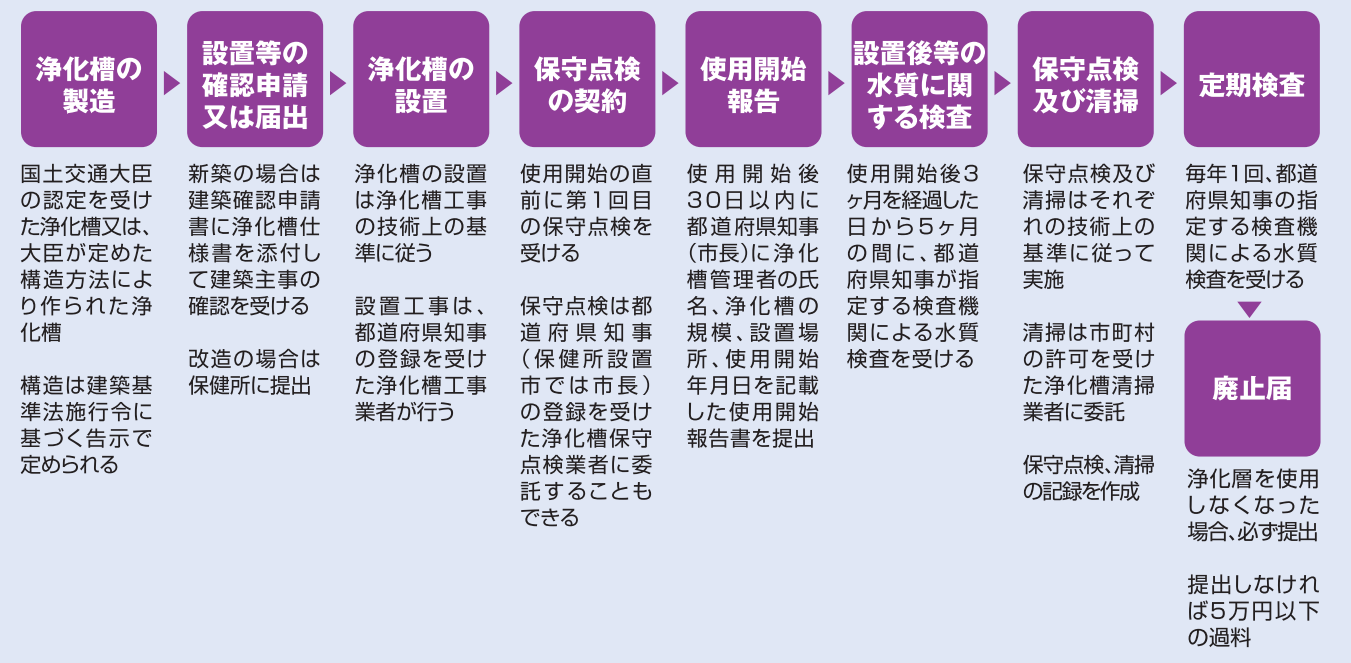 浄化槽の
製造
国土交通大臣
の認定を受け
た浄化槽又は、
大臣が定めた
構造方法によ
り作られた浄
化槽
構造は建築基
準法施行令に
基づく告示で
定められる
設置等の
確認申請
又は届出
新築の場合は
建築確認申請
書に浄化槽仕
様書を添付し
て建築主事の
確認を受ける
改造の場合は
保健所に提出
浄化槽の
設置
浄化槽の設置
は浄化槽工事
の技術上の基
準に従う
設置工事は、
都道府県知事
の登録を受け
た浄化槽工事
業者が行う
保守点検
の契約
使用開始の直
前に第1回目
の保守点検を
受ける
保守点検は都
道府県知事
（保健所設置
市では市長）
の登録を受け
た浄化槽保守
点検業者に委
託することも
できる
使用開始
報告
使用開始後
30日以内に
都道府県知事
（市長）に浄化
槽管理者の氏
名、浄化槽の
規模、設置場
所、使用開始
年月日を記載
した使用開始
報告書を提出
設置後等の
水質に関
する検査
使用開始後3
ヶ月を経過した
日から5ヶ月
の間に、都道
府県知事が指
定する検査機
関による水質
検査を受ける
保守点検
及び清掃
保守点検及び
清掃はそれぞ
れの技術上の
基準に従って
実施
清掃は市町村
の許可を受け
た浄化槽清掃
業者に委託
保守点検、清掃
の記録を作成
定期検査
毎年1回、都道
府県知事の指
定する検査機
関による水質
検査を受ける
廃止届
浄化層を使用
しなくなった
場合、必ず提出
提出しなけれ
ば5万円以下
の過料